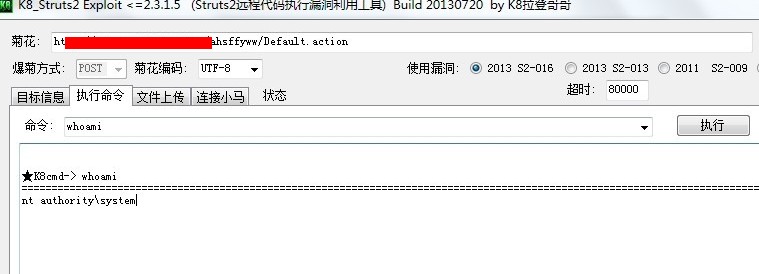 K8 K8_Struts2 Exploit <=2.3.1.5 (Struts2远程代码执行漏洞利用工具) Build 20130720 by K8拉登哥哥
菊花: ht ahsffyww/Default.action
爆菊方式: POST 菊花编码: UTF-8 使用漏洞: 2013 S2-016 2013 S2-013 2011 S2-009
目标信息 执行命令 文件上传 连接小马 状态 超时: 80000
命令: whoami 执行
★K8cmd-> whoami
nt authority\system